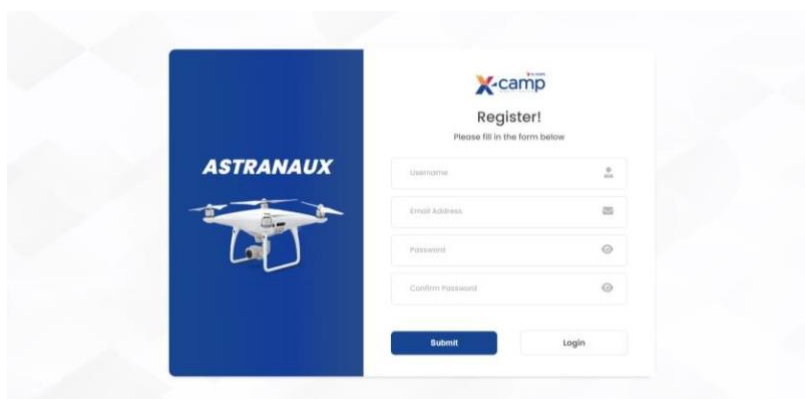 ASTRANAUX
X-camp
Register!
Please fill in the form below
Username
Email Address
Password
Confirm Password
Submit
Login